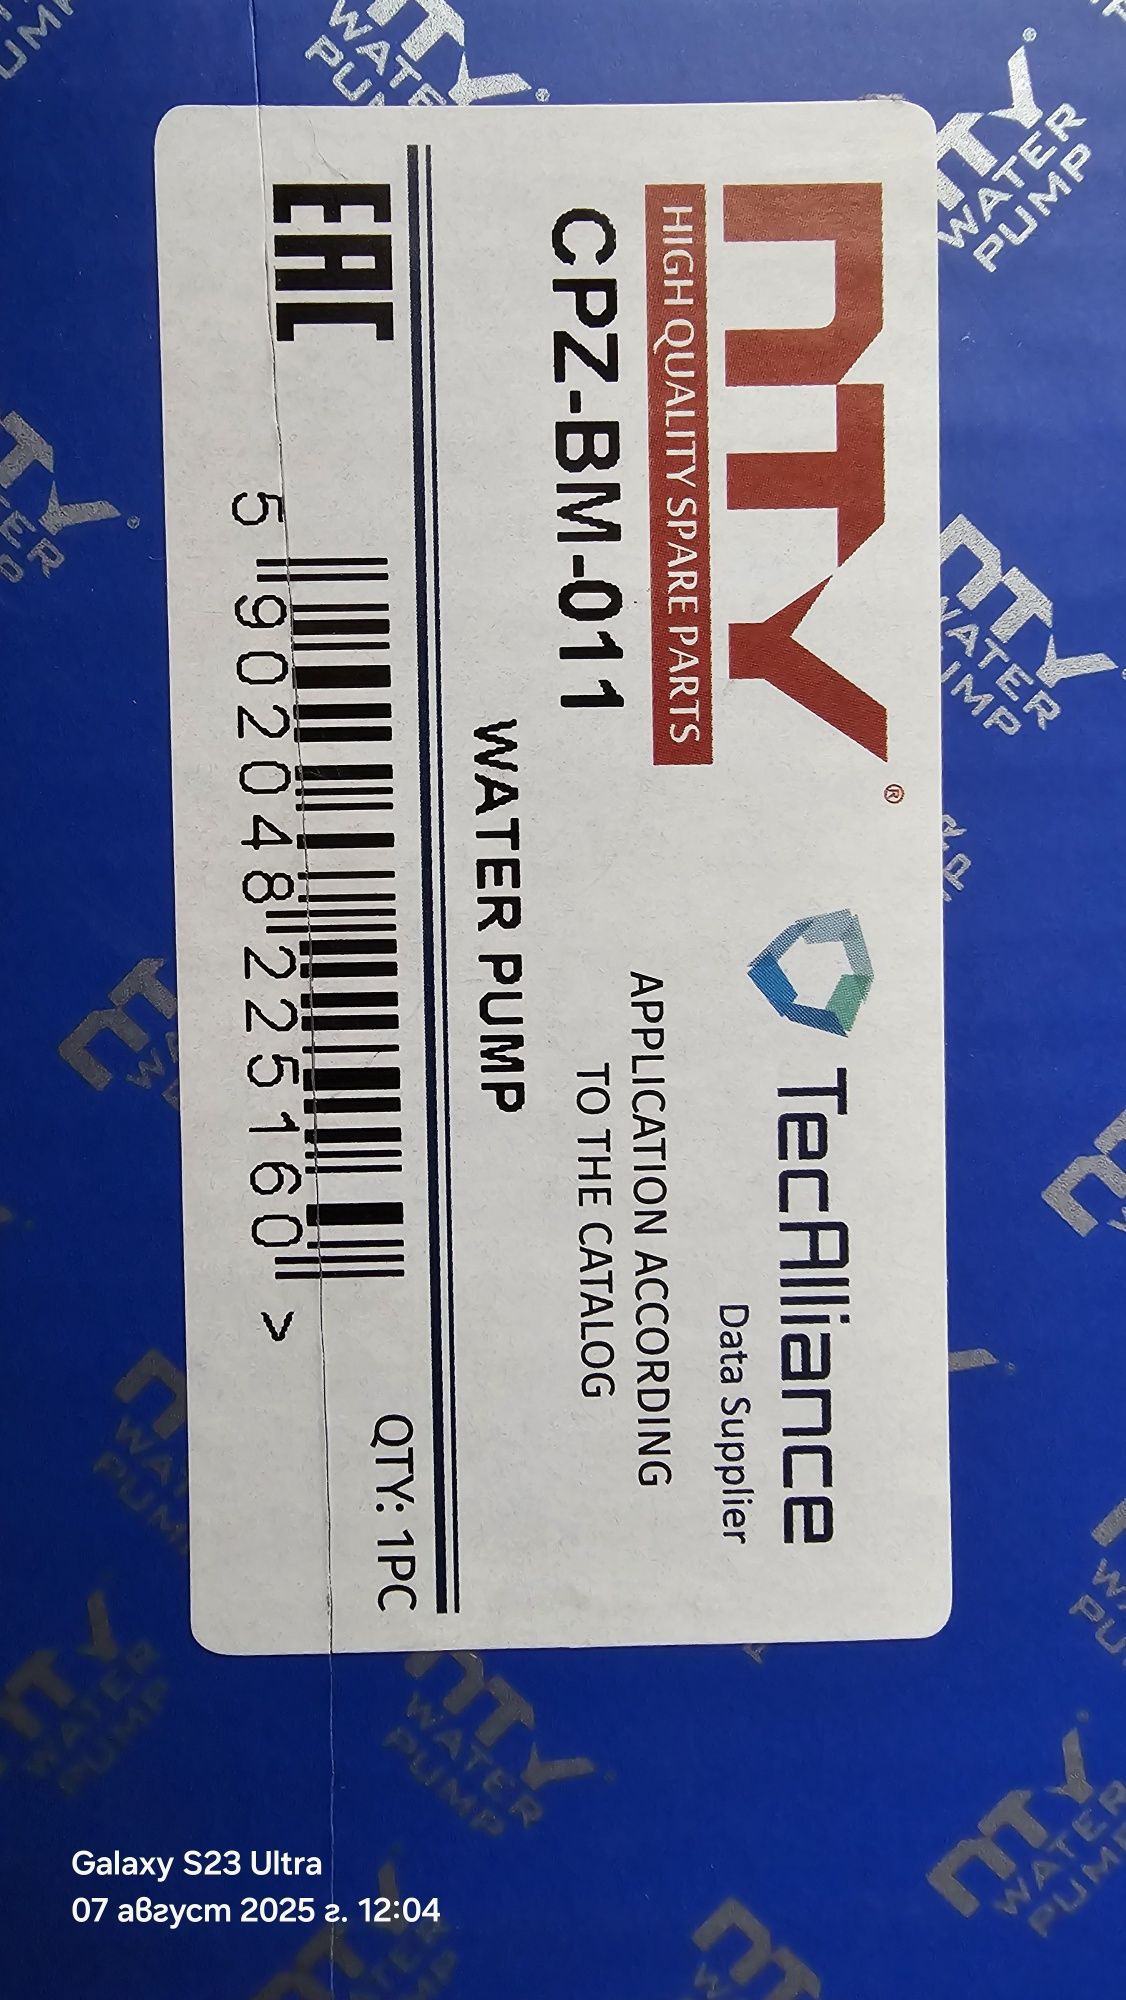 NTY®
HIGH QUALITY SPARE PARTS
CPZ-BM-011
TecAlliance
Data Supplier
APPLICATION ACCORDING
TO THE CATALOG
WATER PUMP
EAC
5 902048 225160 >
QTY: 1PC
NTY®
WATER
PUMP
Galaxy S23 Ultra
07 август 2025 г. 12:04